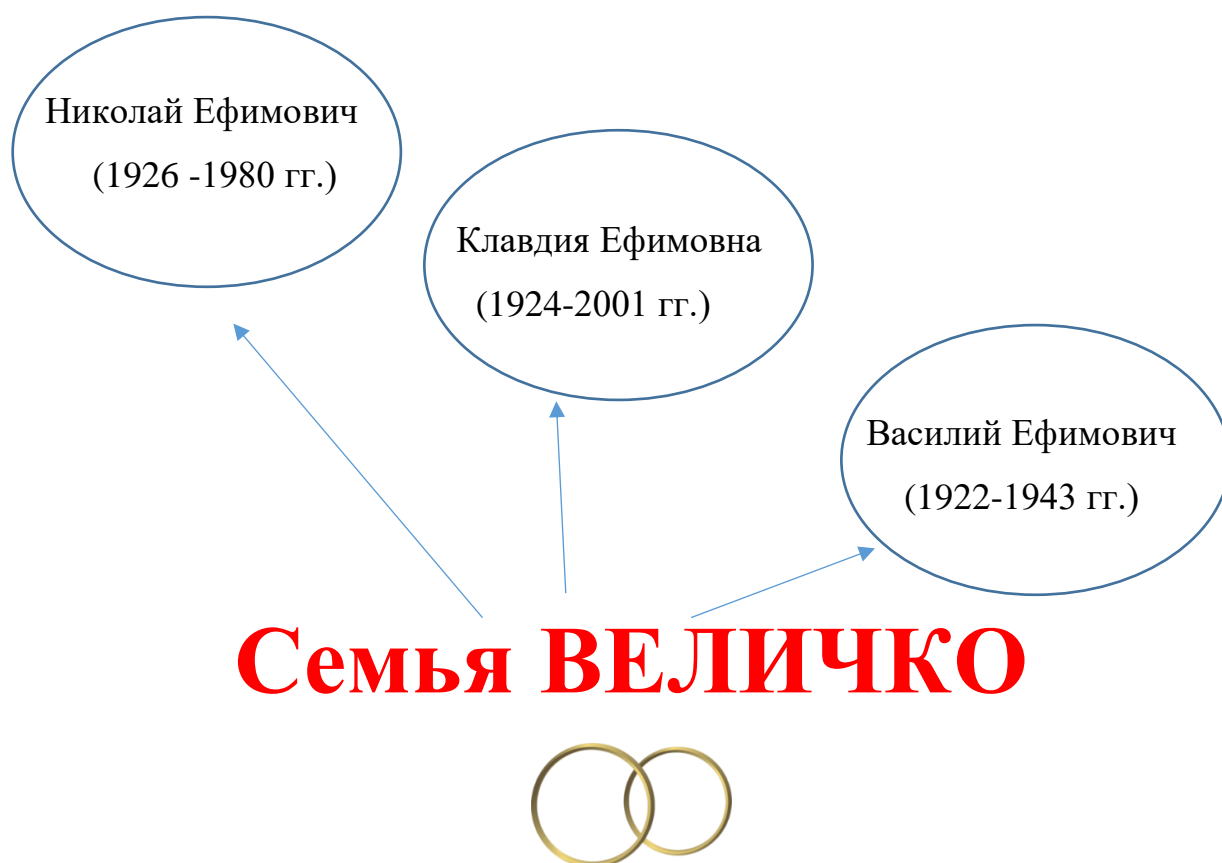 Николай Ефимович
(1926 -1980 гг.)
Клавдия Ефимовна
(1924-2001 гг.)
Василий Ефимович
(1922-1943 гг.)
Семья ВЕЛИЧКО